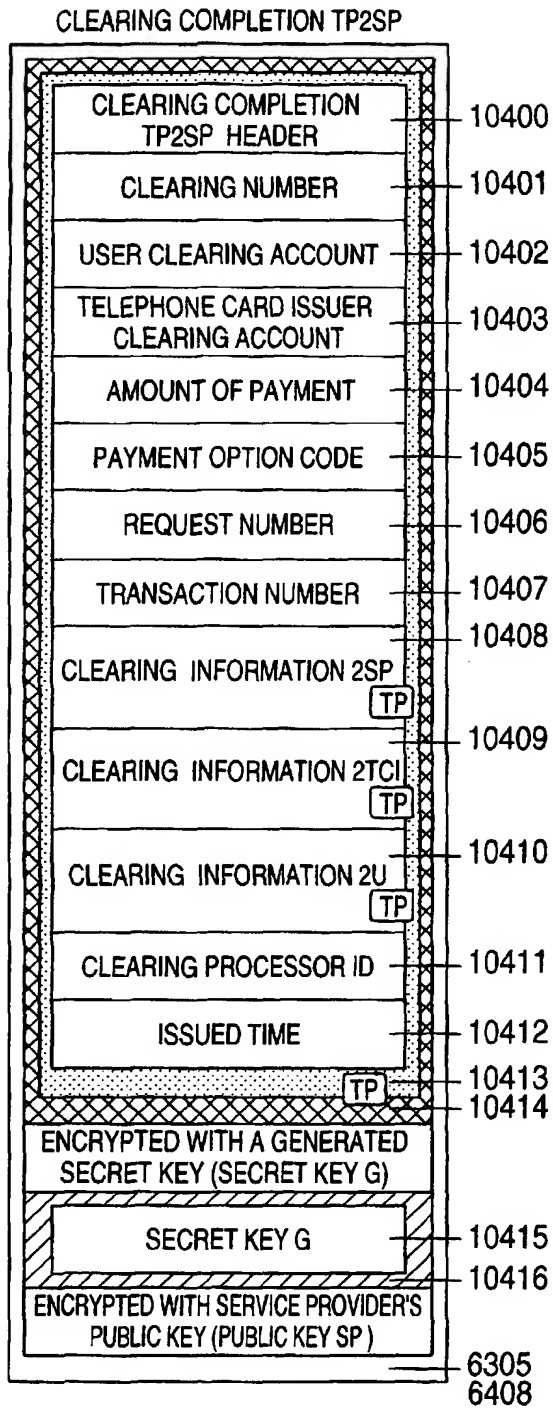 CLEARING COMPLETION TP2SP
CLEARING COMPLETION
TP2SP HEADER
10400
CLEARING NUMBER
10401
USER CLEARING ACCOUNT
10402
TELEPHONE CARD ISSUER
CLEARING ACCOUNT
10403
AMOUNT OF PAYMENT
10404
PAYMENT OPTION CODE
10405
REQUEST NUMBER
10406
TRANSACTION NUMBER
10407
10408
CLEARING INFORMATION 2SP
TP
10409
CLEARING INFORMATION 2TCI
TP
10410
CLEARING INFORMATION 2U
TP
CLEARING PROCESSOR ID
10411
ISSUED TIME
10412
TP
10413
10414
ENCRYPTED WITH A GENERATED
SECRET KEY (SECRET KEY G)
SECRET KEY G
10415
10416
ENCRYPTED WITH SERVICE PROVIDER'S
PUBLIC KEY (PUBLIC KEY SP)
6305
6408